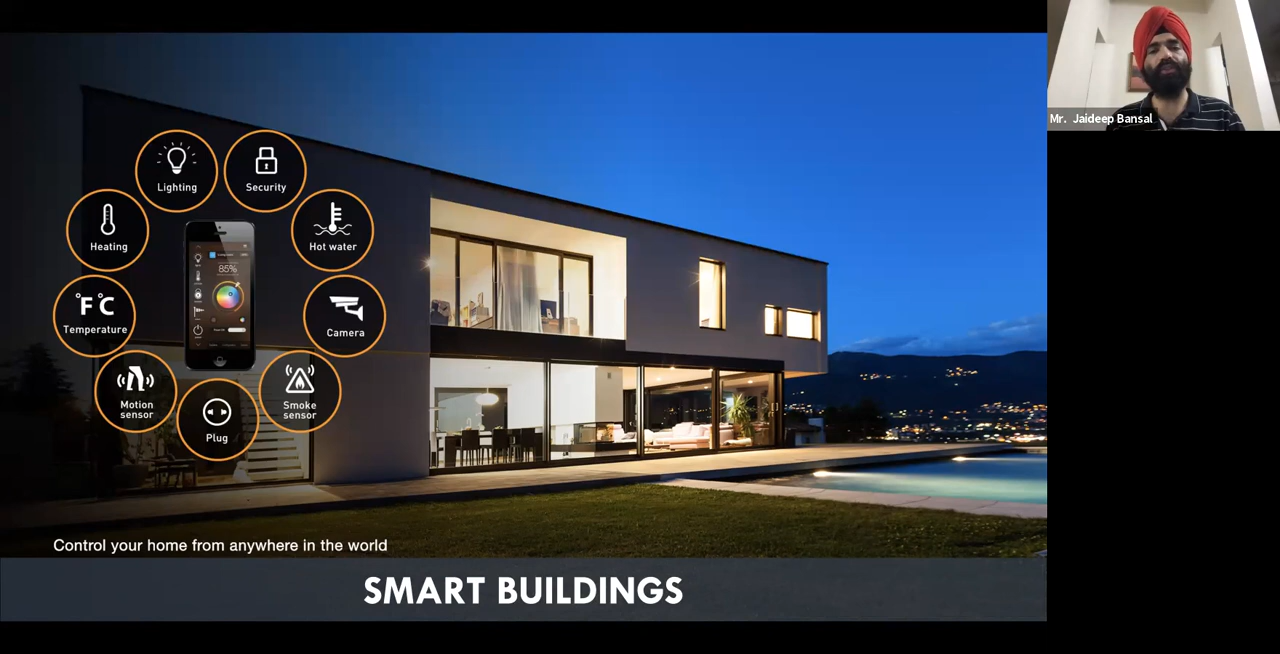 Lighting
Security
Heating
Hot water
85%
°F°C
Temperature
Camera
Motion
sensor
Smoke
sensor
Plug
Control your home from anywhere in the world
SMART BUILDINGS
Mr. Jaideep Bansal